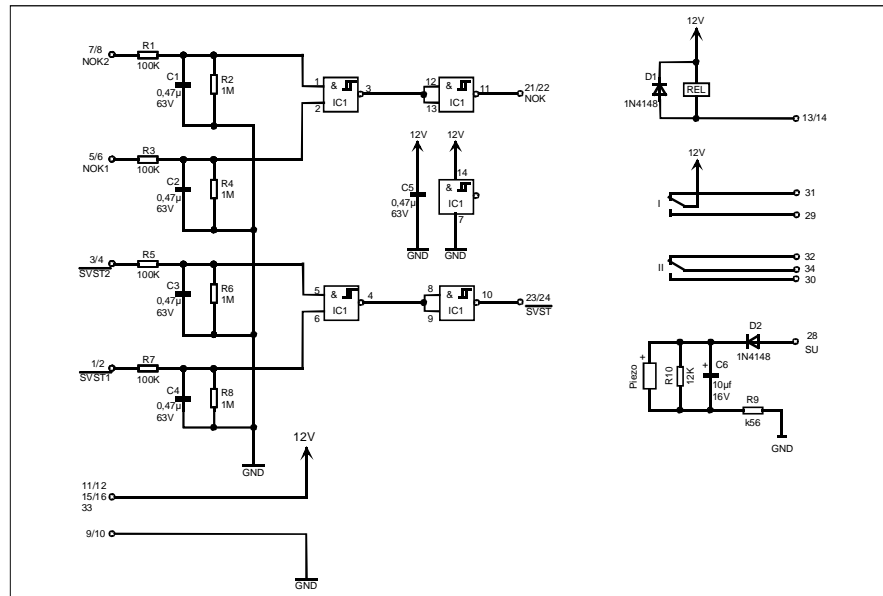 7/8
NOK2
R1
100K
C1
0,47µ
63V
R2
1M
1
2
&
IC1
3
12
13
&
IC1
11
21/22
NOK
5/6
NOK1
R3
100K
C2
0,47µ
63V
R4
1M
12V
C5
0,47µ
63V
GND
12V
14
&
IC1
7
GND
3/4
SVST2
R5
100K
C3
0,47µ
63V
R6
1M
5
6
&
IC1
4
8
9
&
IC1
10
23/24
SVST
1/2
SVST1
R7
100K
C4
0,47µ
63V
R8
1M
GND
12V
11/12
15/16
33
9/10
GND
12V
D1
1N4148
REL
13/14
12V
I
31
29
II
32
34
30
D2
1N4148
28
SU
Piezo
+
R10
12K
+
C6
10µf
16V
R9
k56
GND